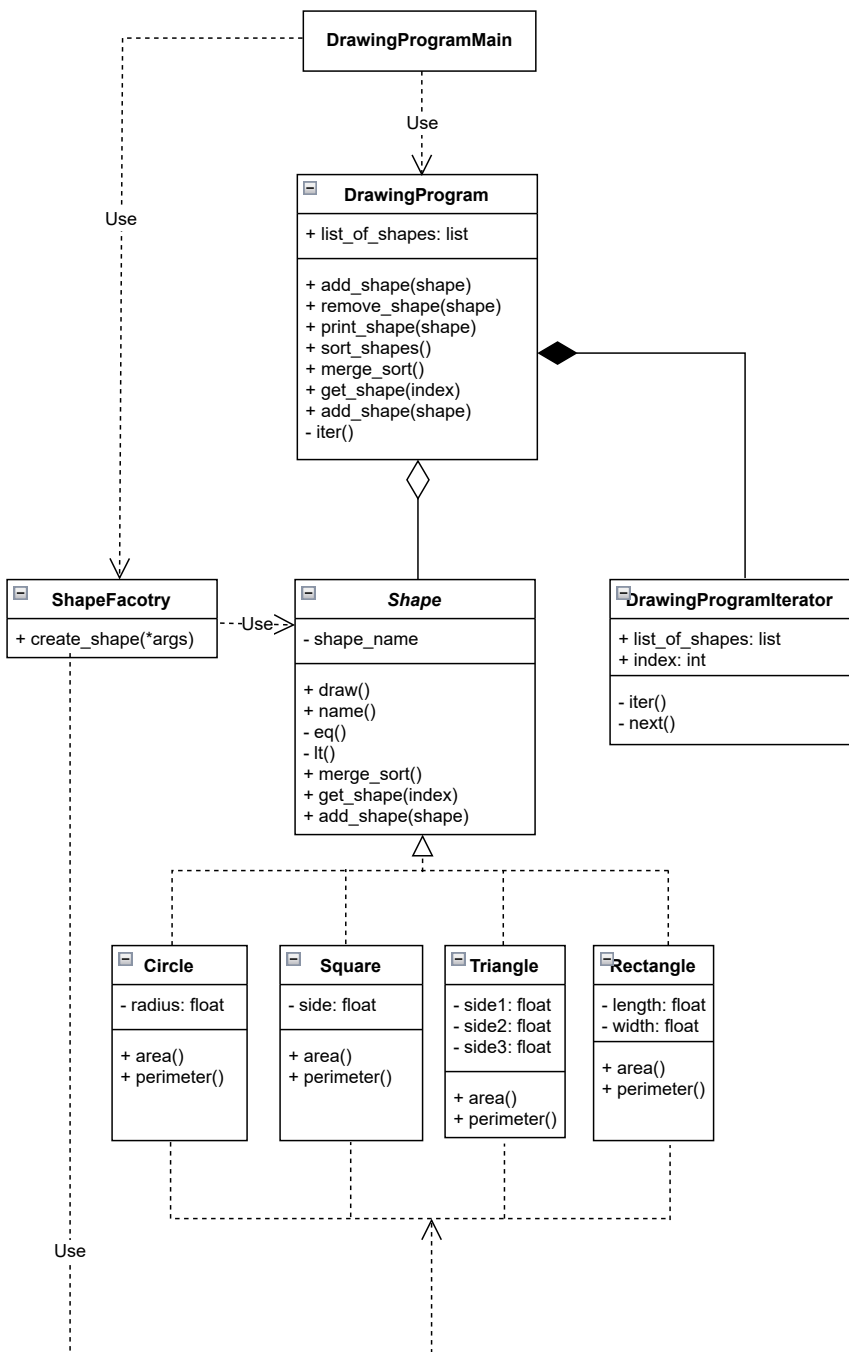 DrawingProgramMain
Use
Use
DrawingProgram
+ list_of_shapes: list
+ add_shape(shape)
+ remove_shape(shape)
+ print_shape(shape)
+ sort_shapes()
+ merge_sort()
+ get_shape(index)
+ add_shape(shape)
- iter()
ShapeFacotry
+ create_shape(*args)
Use
Shape
- shape_name
+ draw()
+ name()
- eq()
- lt()
+ merge_sort()
+ get_shape(index)
+ add_shape(shape)
DrawingProgramIterator
+ list_of_shapes: list
+ index: int
- iter()
- next()
Circle
- radius: float
+ area()
+ perimeter()
Square
- side: float
+ area()
+ perimeter()
Triangle
- side1: float
- side2: float
- side3: float
+ area()
+ perimeter()
Rectangle
- length: float
- width: float
+ area()
+ perimeter()
Use